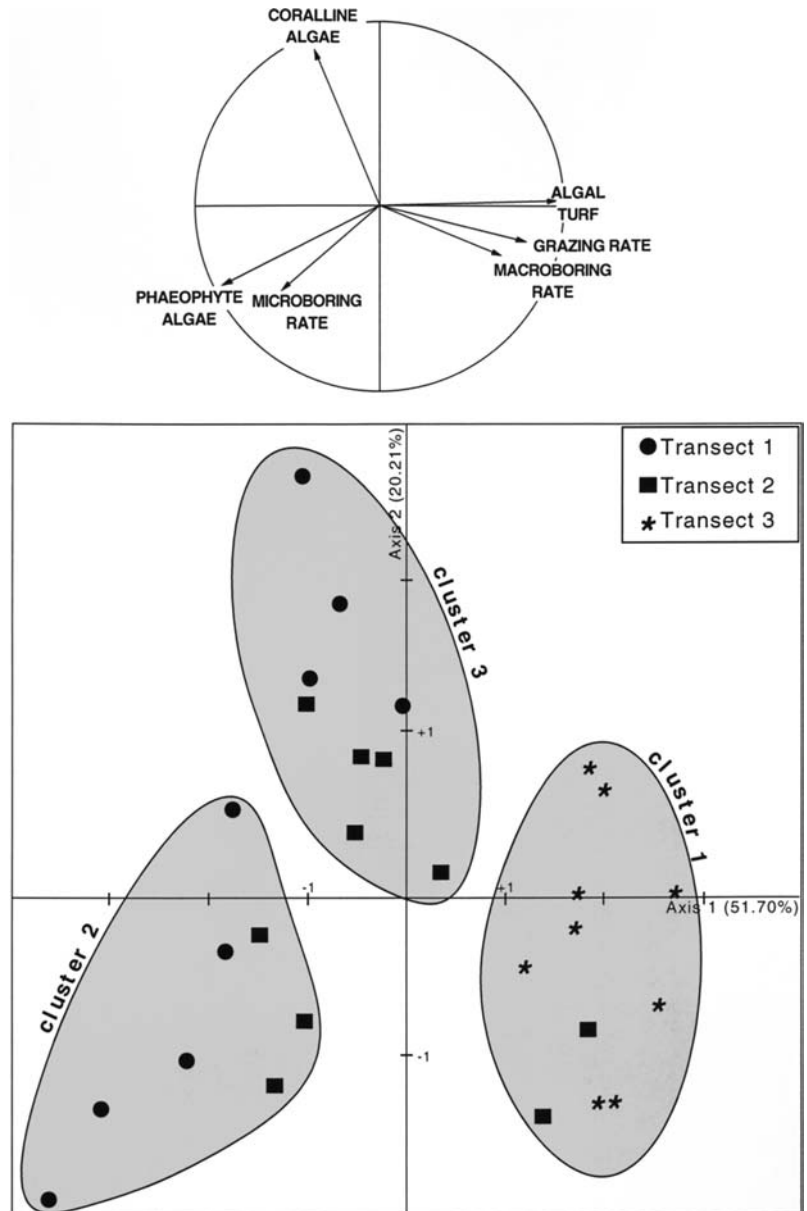 CORALLINE
ALGAE
ALGAL
TURF
GRAZING RATE
MACROBORING
RATE
PHAEOPHYTE
ALGAE
MICROBORING
RATE
Axis 2 (20.21%)
● Transect 1
■ Transect 2
* Transect 3
cluster 3
+1
cluster 1
-1
+1
Axis 1 (51.70%)
cluster 2
-1